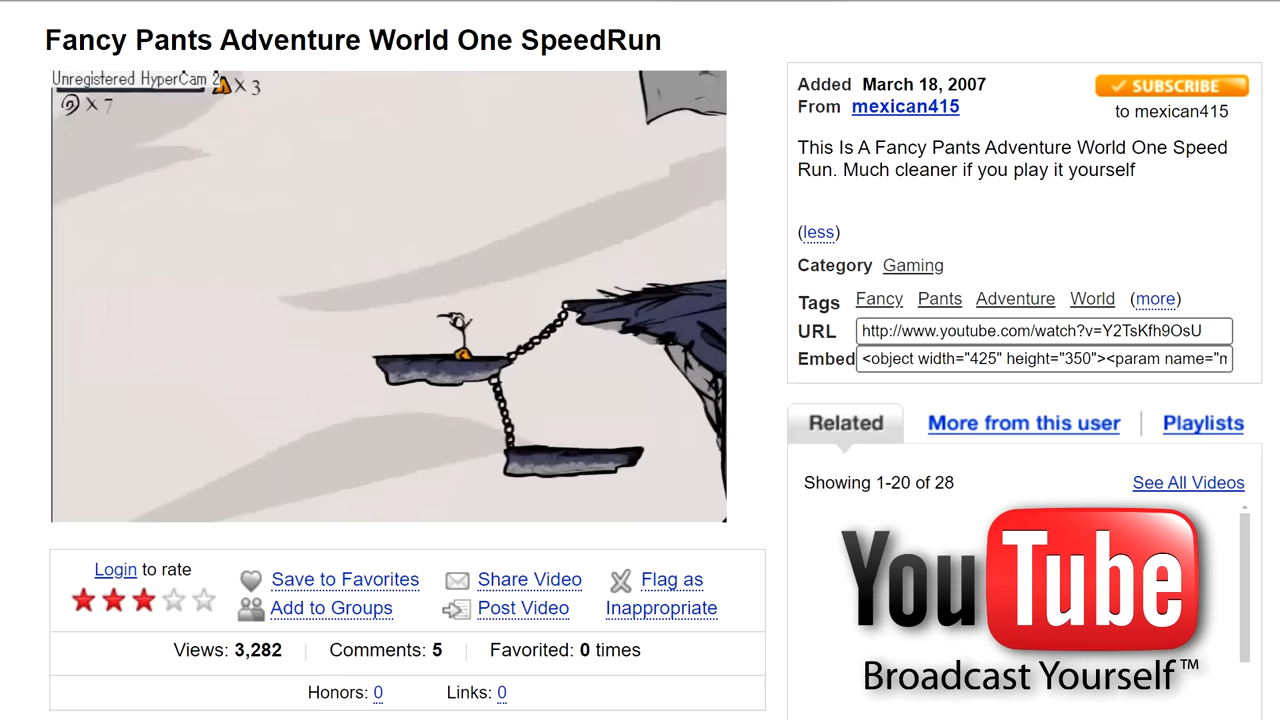 Fancy Pants Adventure World One SpeedRun
Unregistered HyperCam 2
X 3
X 7
Added March 18, 2007
From mexican415
SUBSCRIBE
to mexican415
This Is A Fancy Pants Adventure World One Speed
Run. Much cleaner if you play it yourself
(less)
Category Gaming
Tags Fancy Pants Adventure World (more)
URL http://www.youtube.com/watch?v=Y2TsKfh9OsU
Embed <object width="425" height="350"><param name="n
Related More from this user Playlists
Showing 1-20 of 28 See All Videos
YouTube
Broadcast Yourself™
Login to rate
Save to Favorites Share Video Flag as
Add to Groups Post Video Inappropriate
Views: 3,282 Comments: 5 Favorited: 0 times
Honors: 0 Links: 0